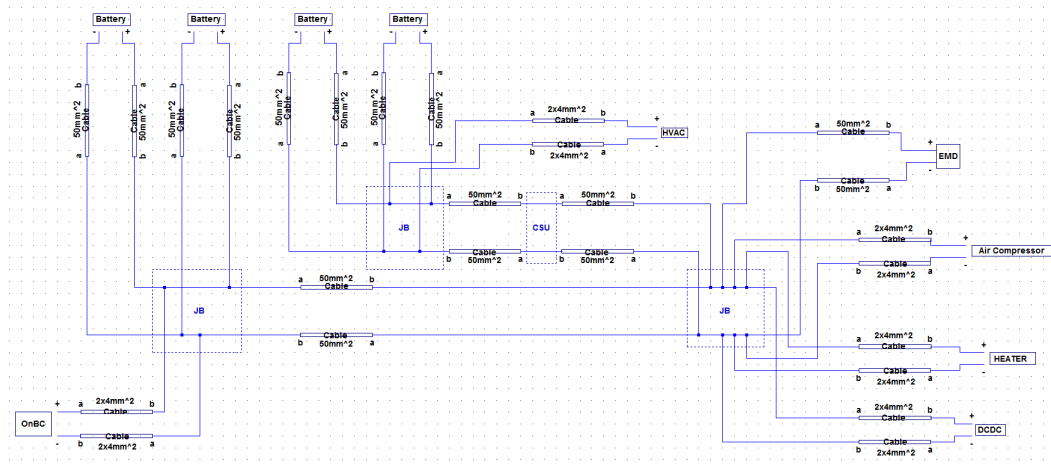 Battery
Battery
Battery
Battery
- +
- +
- +
- +
b a b a b a b a
50mm^2
Cable
50mm^2
Cable
50mm^2
Cable
50mm^2
Cable
50mm^2
Cable
50mm^2
Cable
50mm^2
Cable
50mm^2
Cable
a b a b a b a b
2x4mm^2
a b
Cable
+
HVAC
-
Cable
b a
2x4mm^2
50mm^2
a b
Cable
+
EMD
-
Cable
b a
50mm^2
50mm^2
a b
Cable
50mm^2
a b
Cable
JB
CSU
Cable
b a
50mm^2
Cable
b a
50mm^2
2x4mm^2
a b
Cable
+
Air Compressor
-
Cable
b a
2x4mm^2
50mm^2
a b
Cable
JB
JB
Cable
b a
50mm^2
2x4mm^2
a b
Cable
+
HEATER
-
Cable
b a
2x4mm^2
2x4mm^2
+ a b
Cable
OnBC
Cable
- b a
2x4mm^2
2x4mm^2
a b
Cable
+
DCDC
-
Cable
b a
2x4mm^2